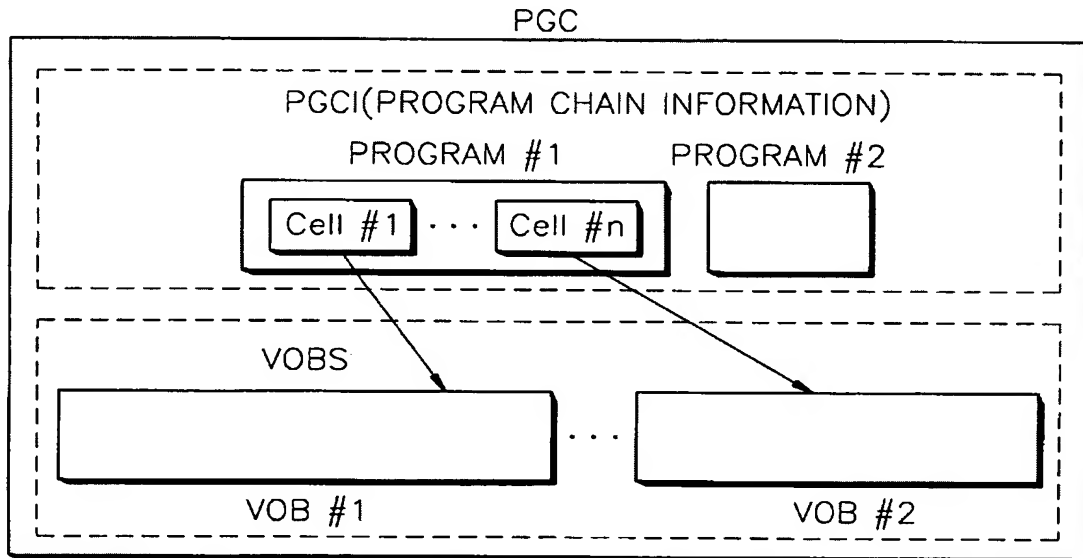 PGC
PGCI(PROGRAM CHAIN INFORMATION)
PROGRAM #1 PROGRAM #2
Cell #1 · · · Cell #n
VOBS
· · ·
VOB #1 VOB #2